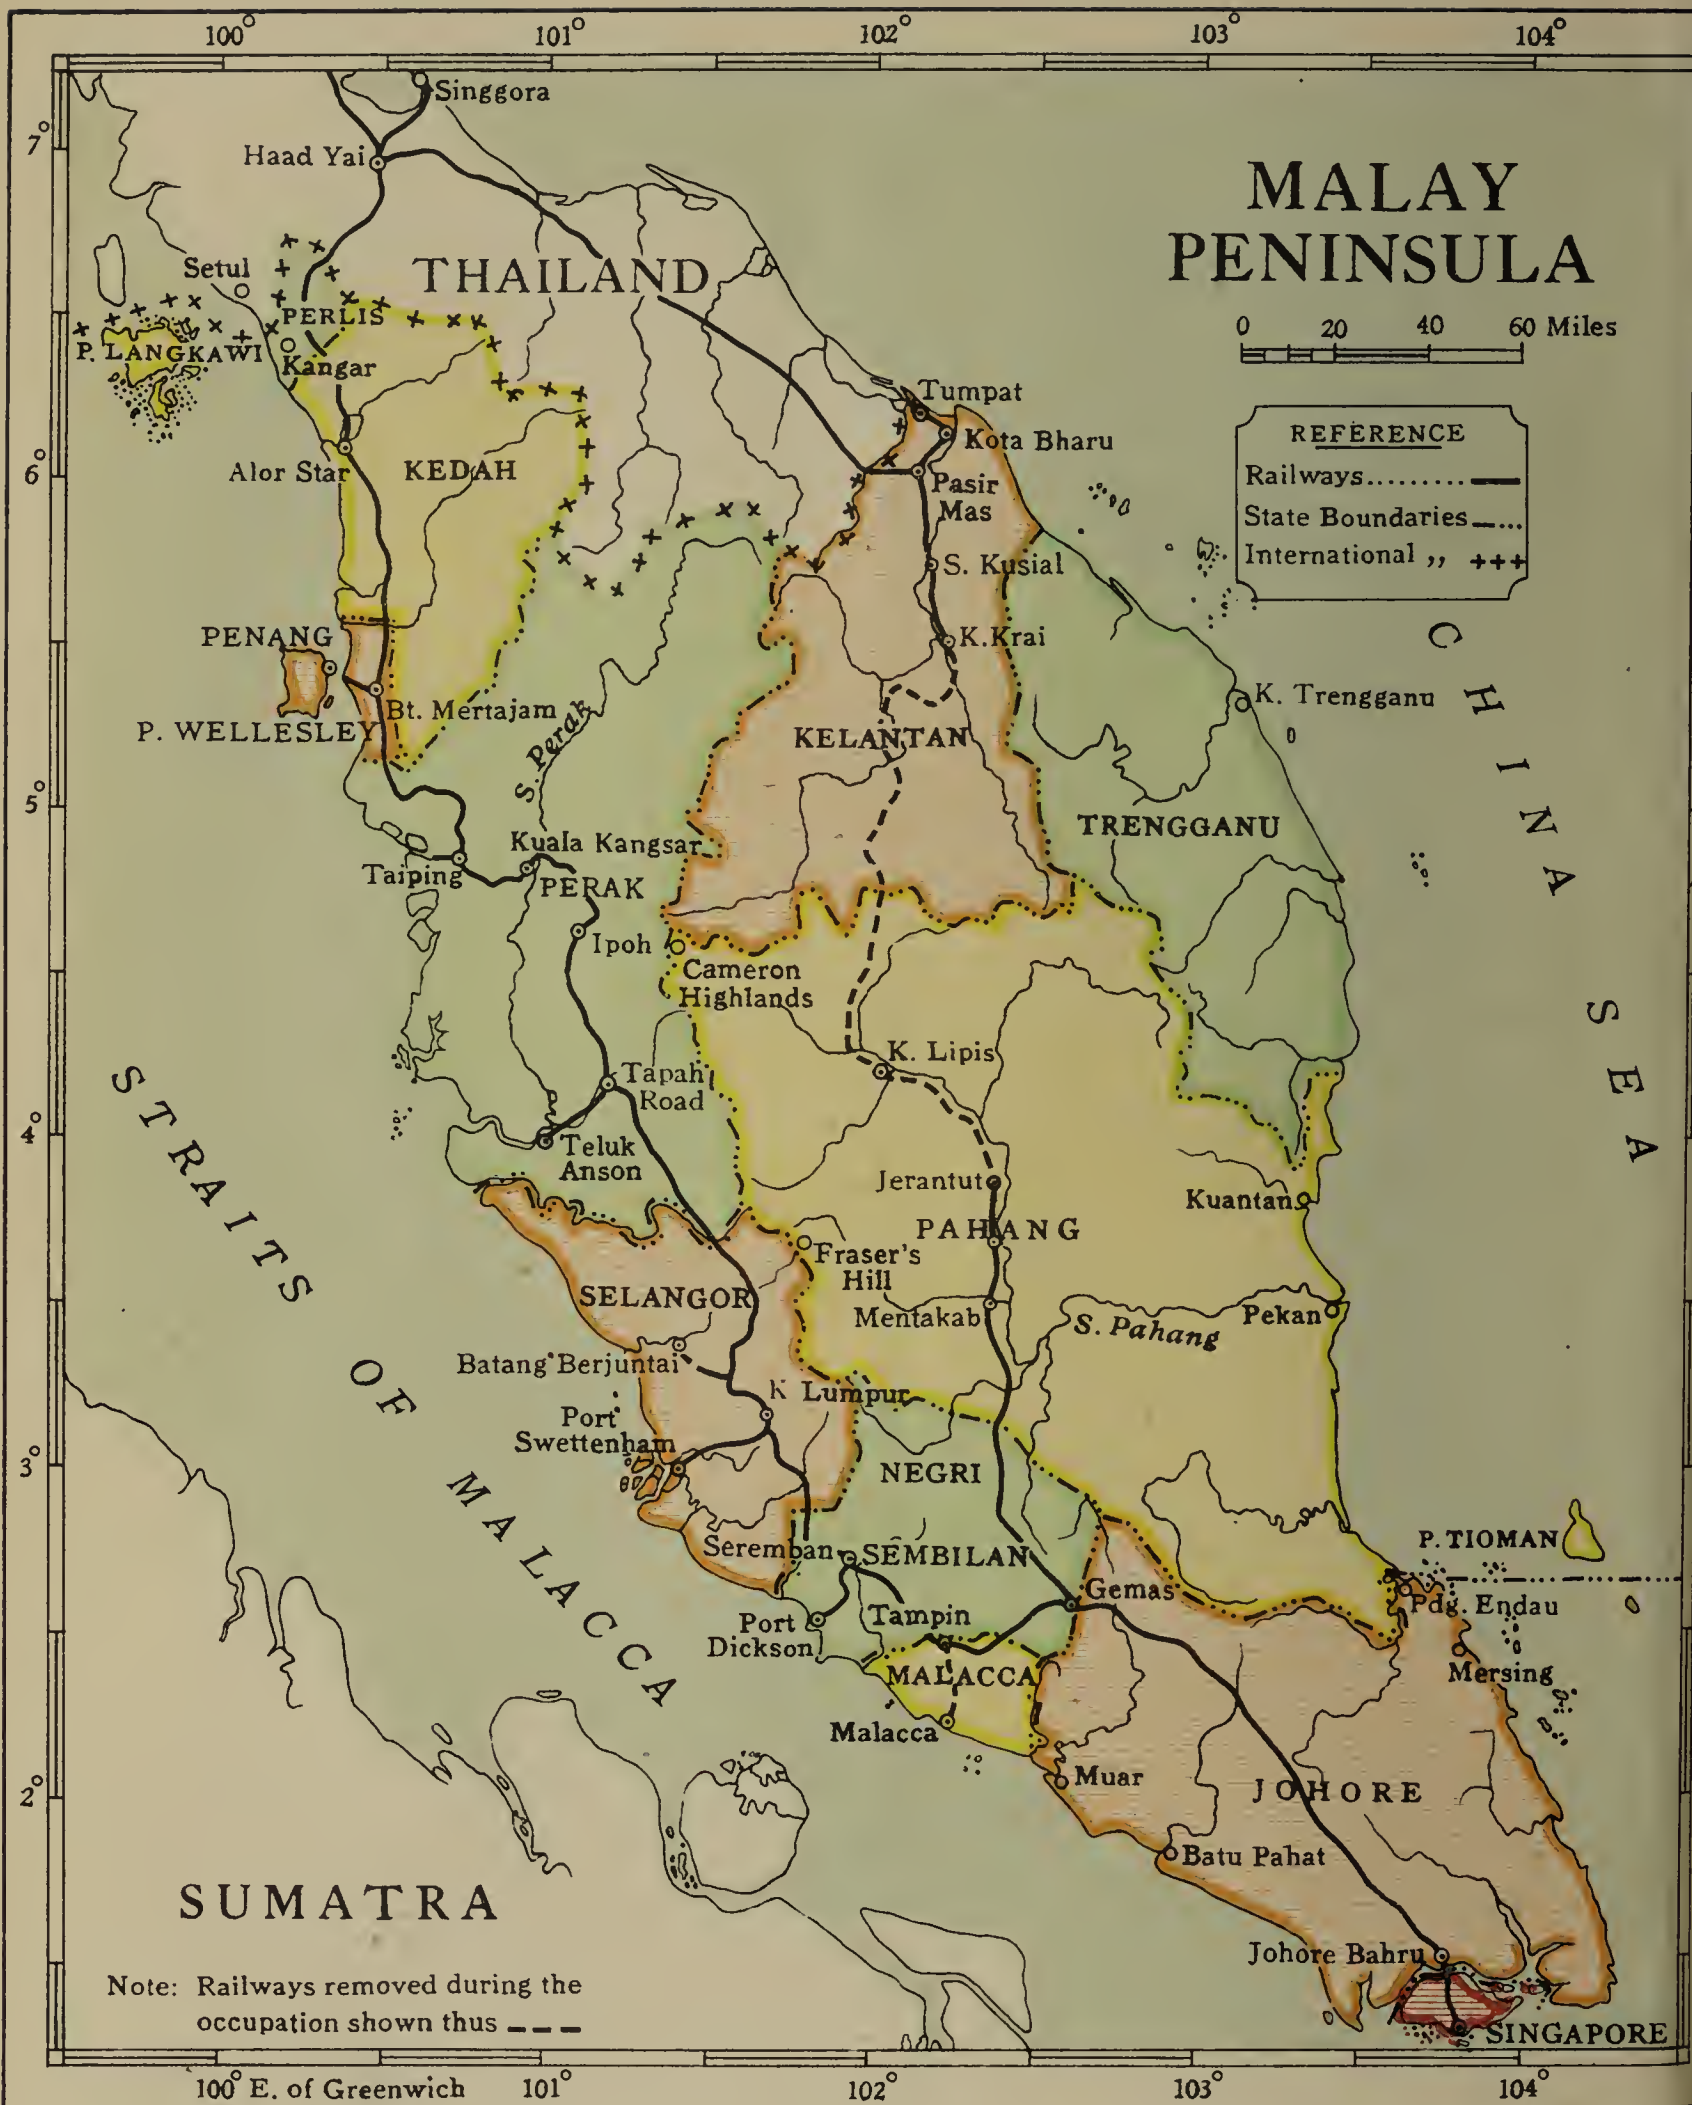 100° 101° 102° 103° 104°
MALAY
PENINSULA
0 20 40 60 Miles
REFERENCE
Railways.........
State Boundaries
International ,, +++
7°
6°
5°
4°
3°
2°
Singgora
Haad Yai
THAILAND
Setul
PERLIS
P. LANGKAWI
Kangar
Tumpat
Kota Bharu
Alor Star
KEDAH
Pasir
Mas
S. Kusial
PENANG
K.Krai
Bt. Mertajam
P. WELLESLEY
S. Perak
K. Trengganu
KELANTAN
TRENGGANU
Kuala Kangsar
Taiping
PERAK
Ipoh
Cameron
Highlands
CHINA SEA
K. Lipis
Tapah
Road
Teluk
Anson
Jerantut
Kuantan
PAHANG
Fraser's
Hill
SELANGOR
Mentakab
S. Pahang
Pekan
Batang Berjuntai
K Lumpur
Port
Swettenham
STRAITS OF MALACCA
NEGRI
SEMBILAN
Seremban
P. TIOMAN
Gemas
Pdg. Endau
Port
Dickson
Tampin
MALACCA
Mersing
Malacca
Muar
JOHORE
Batu Pahat
SUMATRA
Johore Bahru
SINGAPORE
Note: Railways removed during the
occupation shown thus
100° E. of Greenwich 101° 102° 103° 104°